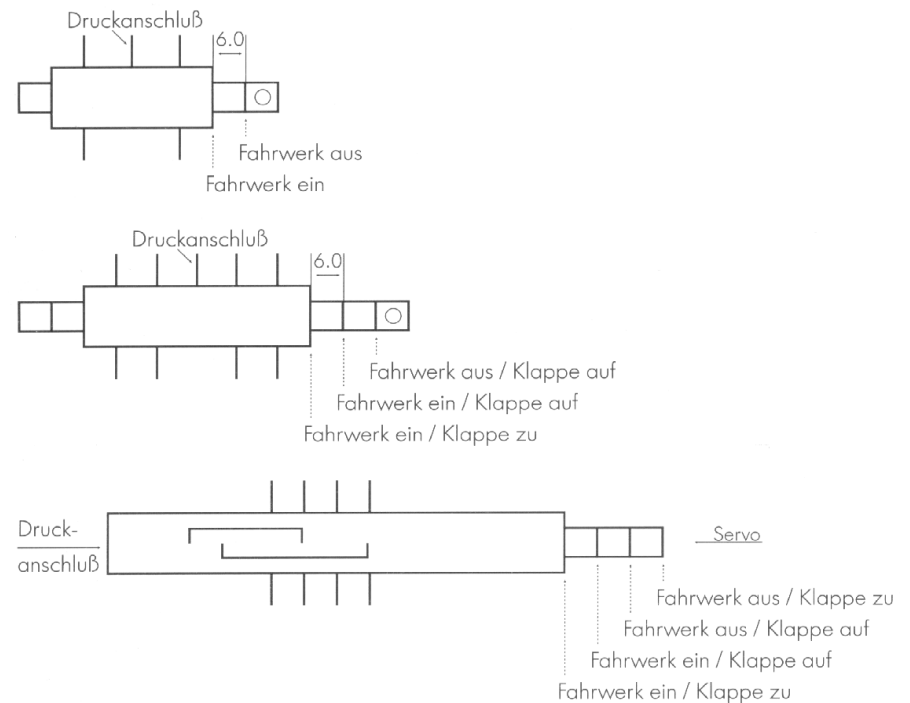 Druckanschluß
6.0
Fahrwerk aus
Fahrwerk ein
Druckanschluß
6.0
Fahrwerk aus / Klappe auf
Fahrwerk ein / Klappe auf
Fahrwerk ein / Klappe zu
Druck-
anschluß
Servo
Fahrwerk aus / Klappe zu
Fahrwerk aus / Klappe auf
Fahrwerk ein / Klappe auf
Fahrwerk ein / Klappe zu